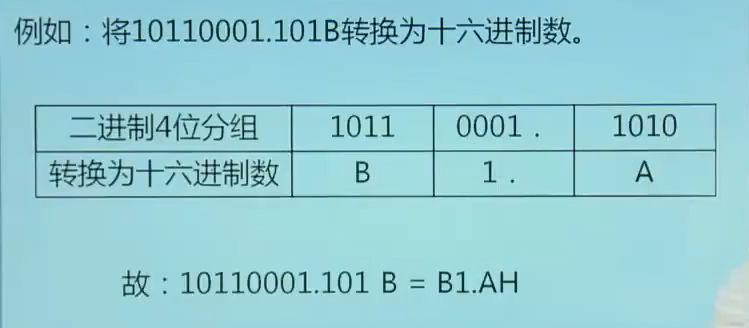 例如：将10110001.101B转换为十六进制数。
二进制4位分组 1011 0001 . 1010
转换为十六进制数 B 1 . A
故：10110001.101 B = B1.AH